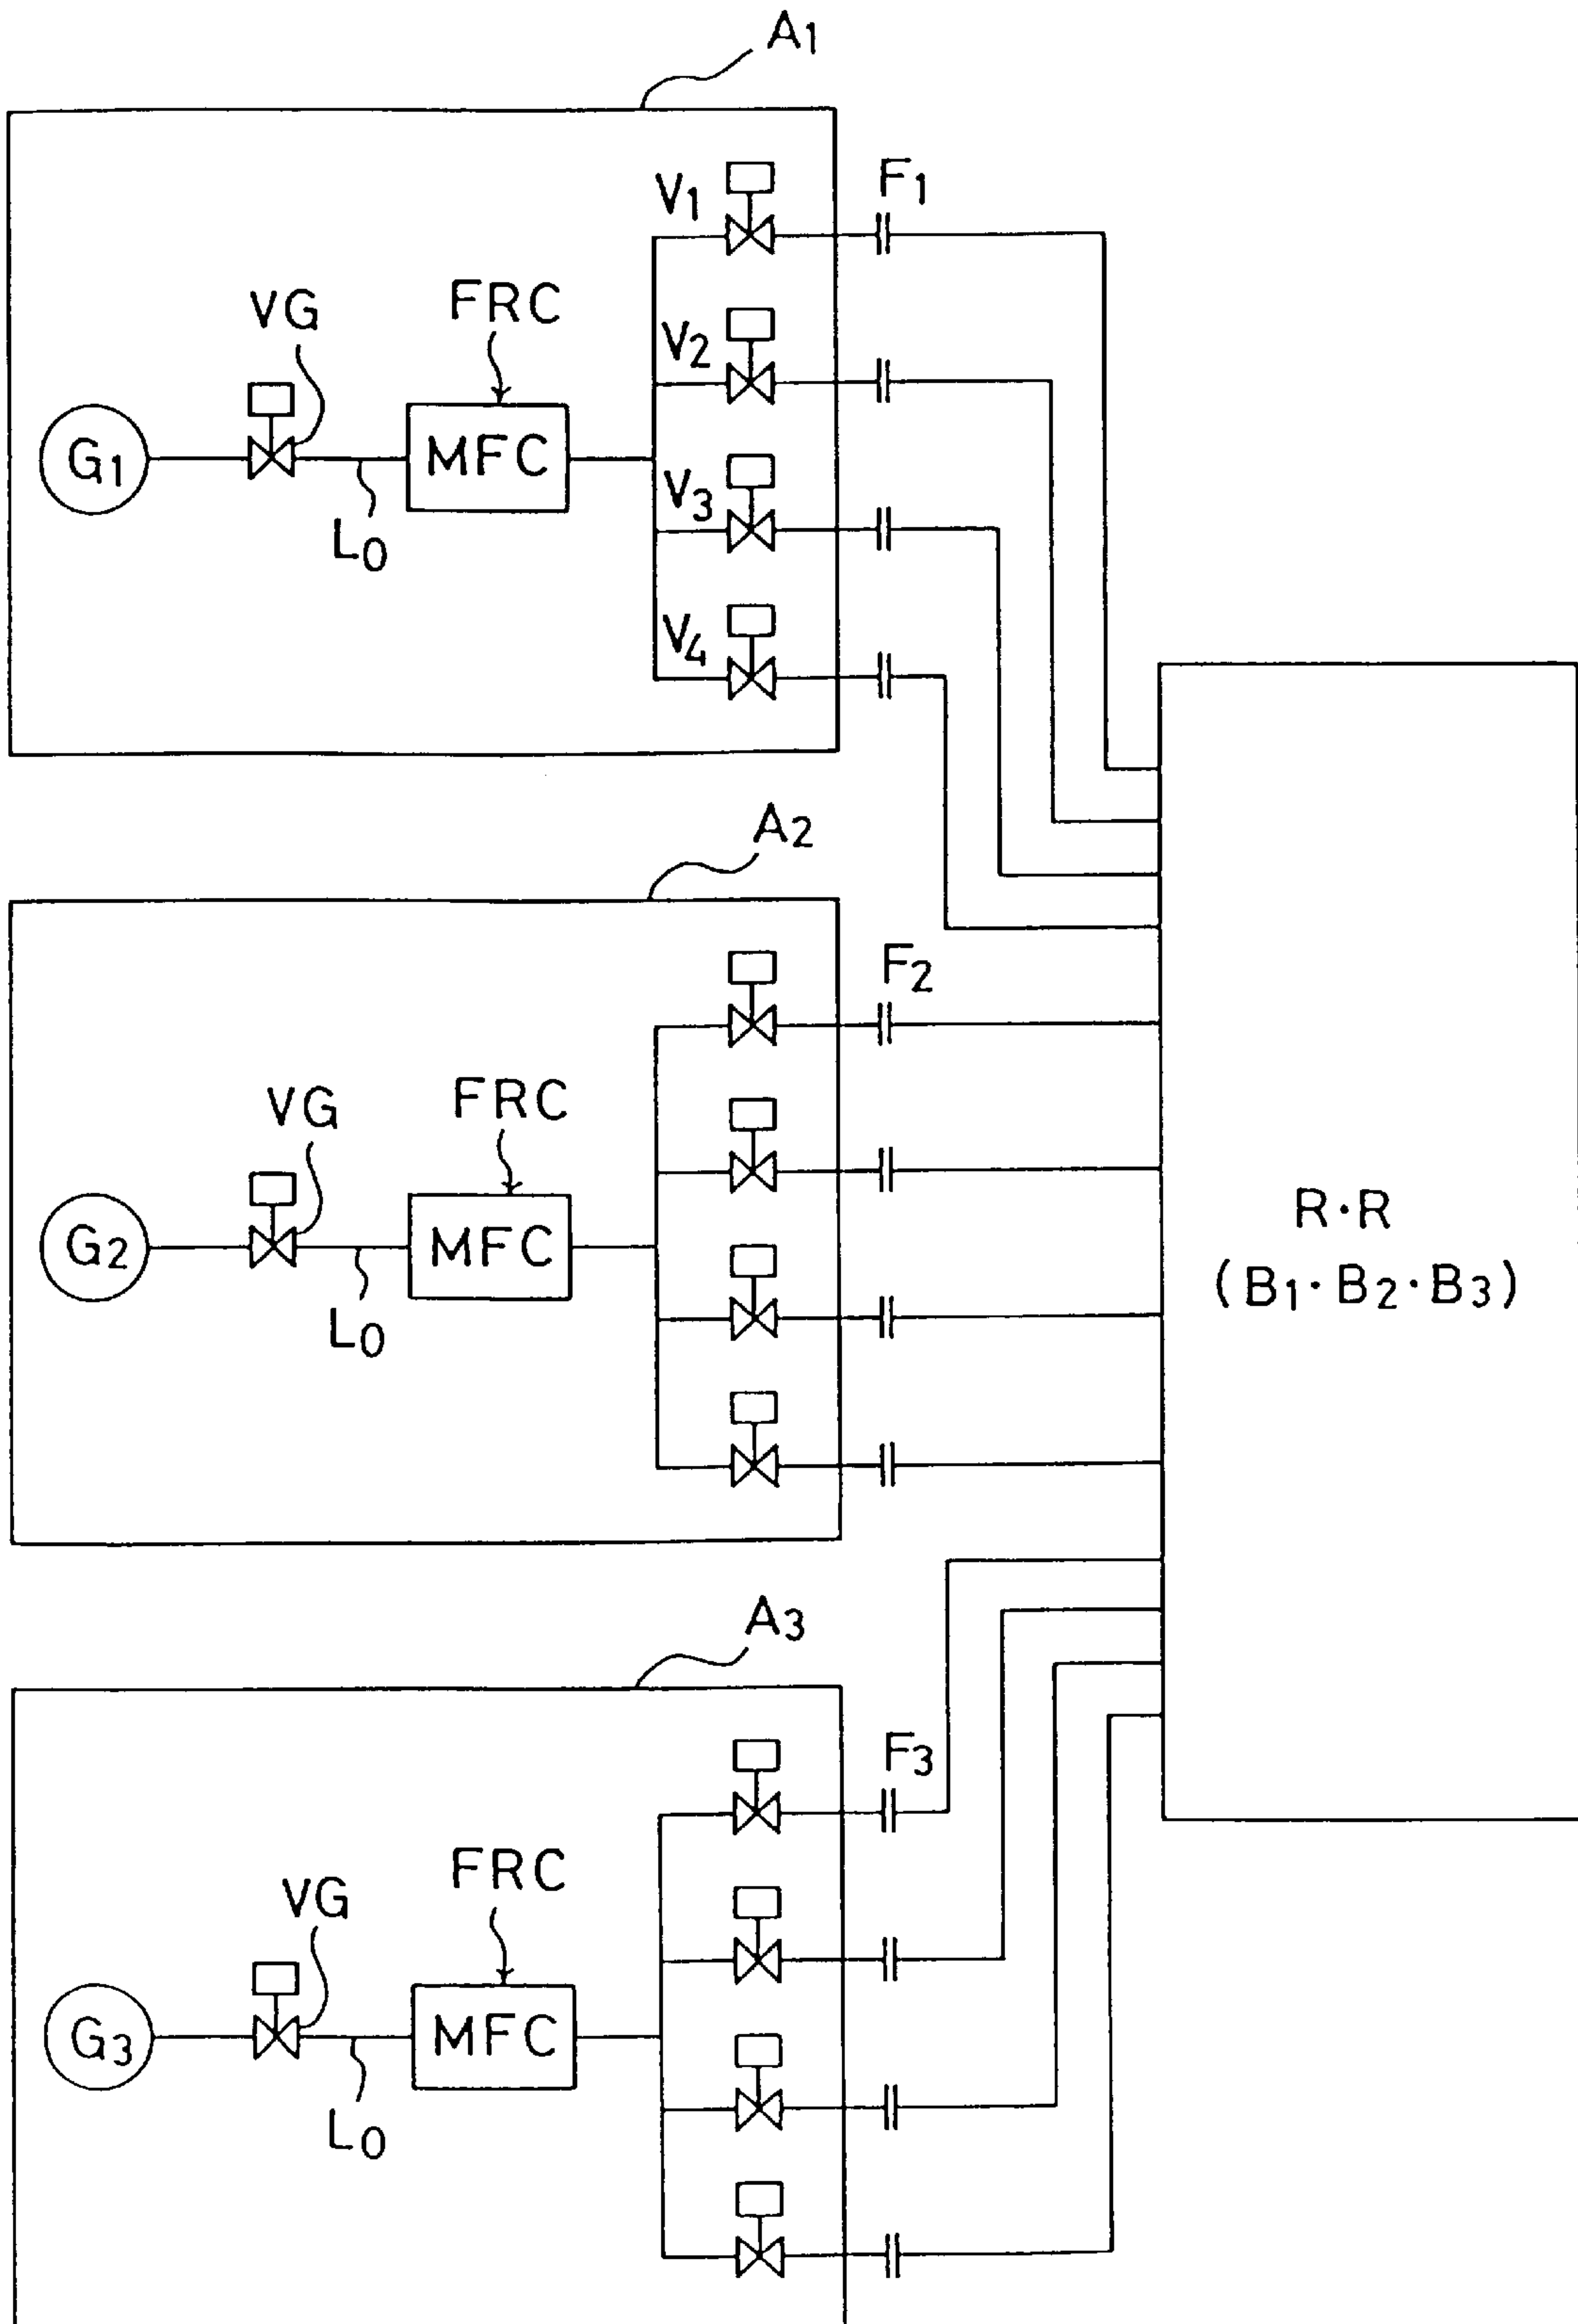 A1
V1
F1
VG
FRC
V2
G1
MFC
V3
L0
V4
A2
F2
VG
FRC
G2
MFC
L0
R·R
(B1·B2·B3)
A3
F3
VG
FRC
G3
MFC
L0